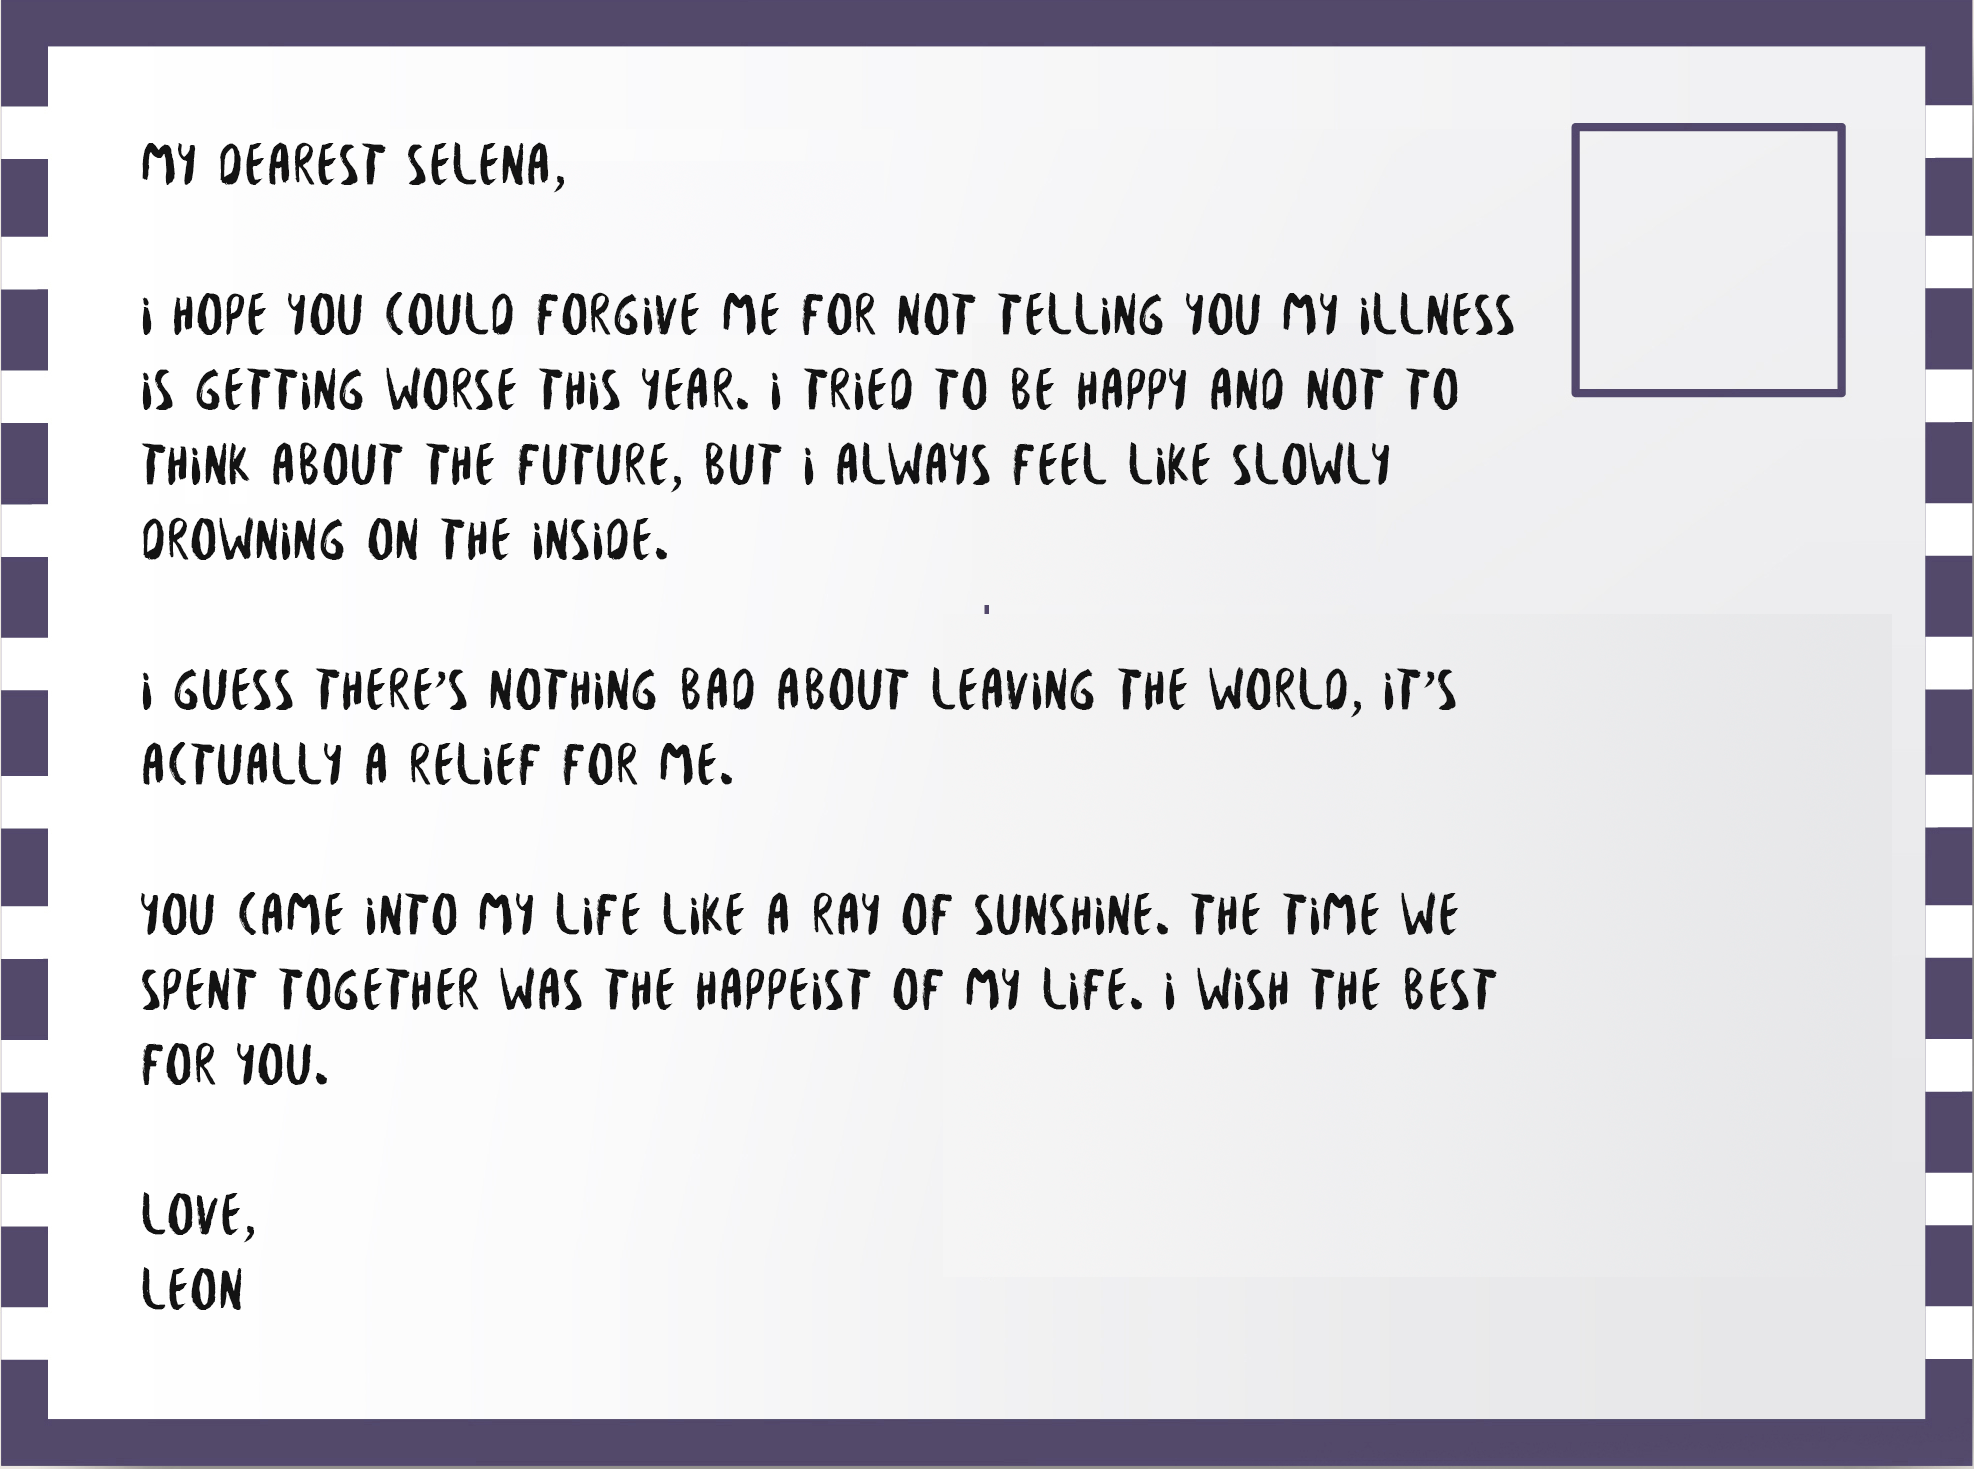 MY DEAREST SELENA,
i HOPE YOU COULD FORGiVE ME FOR NOT TELLiNG YOU MY iLLNESS
iS GETTiNG WORSE THiS YEAR. i TRiED TO BE HAPPY AND NOT TO
THiNK ABOUT THE FUTURE, BUT i ALWAYS FEEL LiKE SLOWLY
DROWNiNG ON THE iNSiDE.
i GUESS THERE’S NOTHiNG BAD ABOUT LEAViNG THE WORLD, iT’S
ACTUALLY A RELiEF FOR ME.
YOU CAME iNTO MY LiFE LiKE A RAY OF SUNSHiNE. THE TiME WE
SPENT TOGETHER WAS THE HAPPEiST OF MY LiFE. i WiSH THE BEST
FOR YOU.
LOVE,
LEON